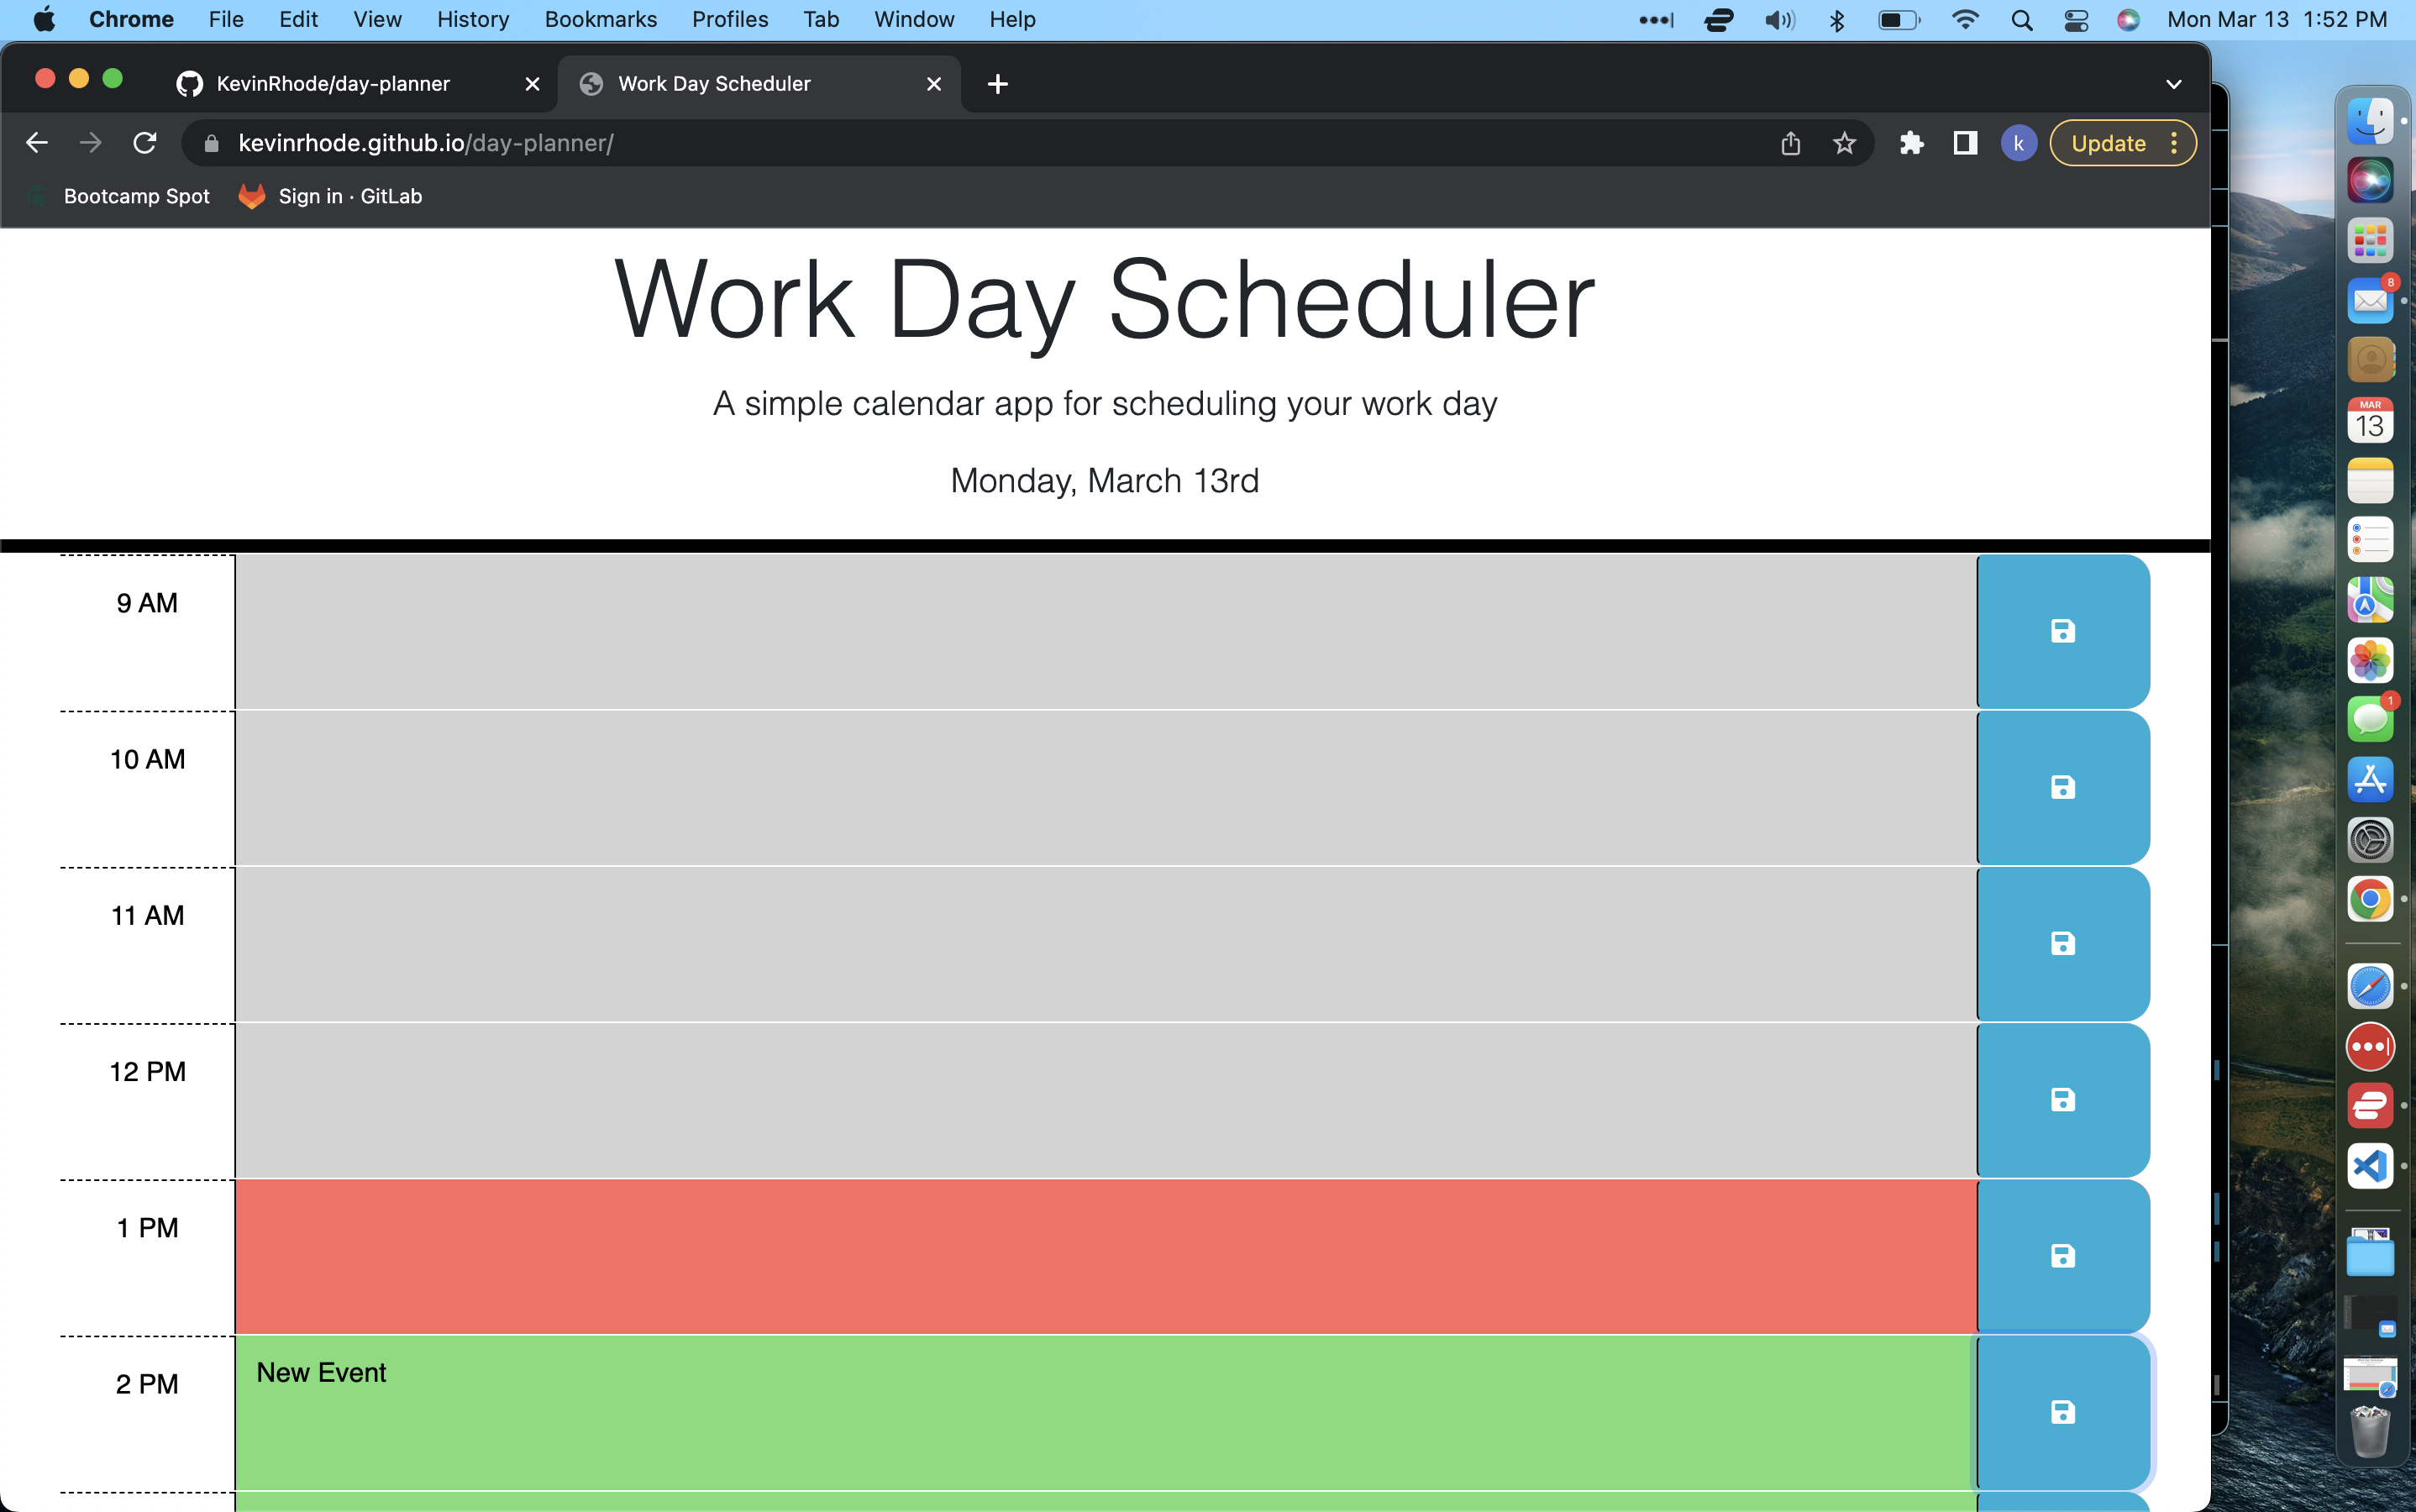 Chrome File Edit View History Bookmarks Profiles Tab Window Help Mon Mar 13 1:52 PM
KevinRhode/day-planner Work Day Scheduler
kevinrhode.github.io/day-planner/ k Update
Bootcamp Spot Sign in · GitLab
Work Day Scheduler
A simple calendar app for scheduling your work day
Monday, March 13rd
9 AM
10 AM
11 AM
12 PM
1 PM
2 PM New Event
8
MAR
13
1